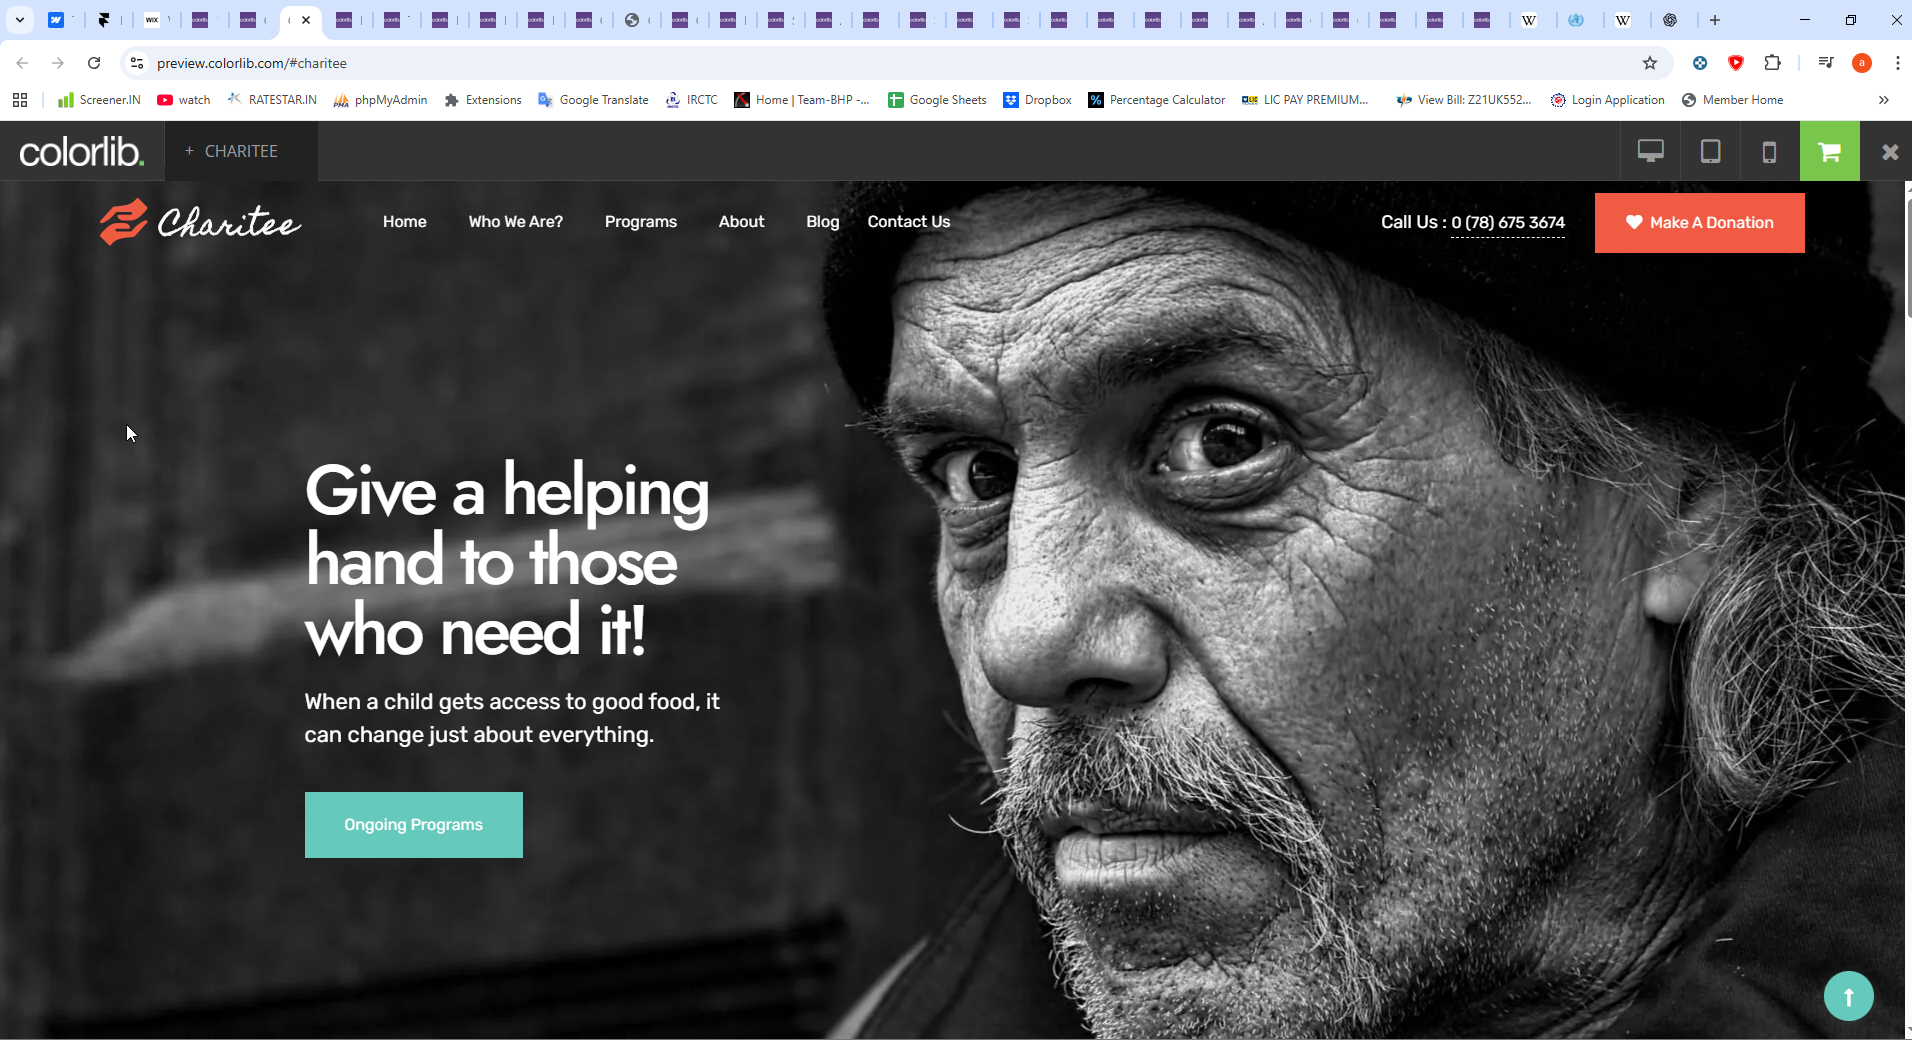 WIX
preview.colorlib.com/#charitee
a
Screener.IN
watch
RATESTAR.IN
phpMyAdmin
Extensions
Google Translate
IRCTC
Home | Team-BHP -...
Google Sheets
Dropbox
Percentage Calculator
LIC PAY PREMIUM...
View Bill: Z21UK552...
Login Application
Member Home
colorlib.
+ CHARITEE
Charitee
Home
Who We Are?
Programs
About
Blog
Contact Us
Call Us : 0 (78) 675 3674
Make A Donation
Give a helping
hand to those
who need it!
When a child gets access to good food, it
can change just about everything.
Ongoing Programs